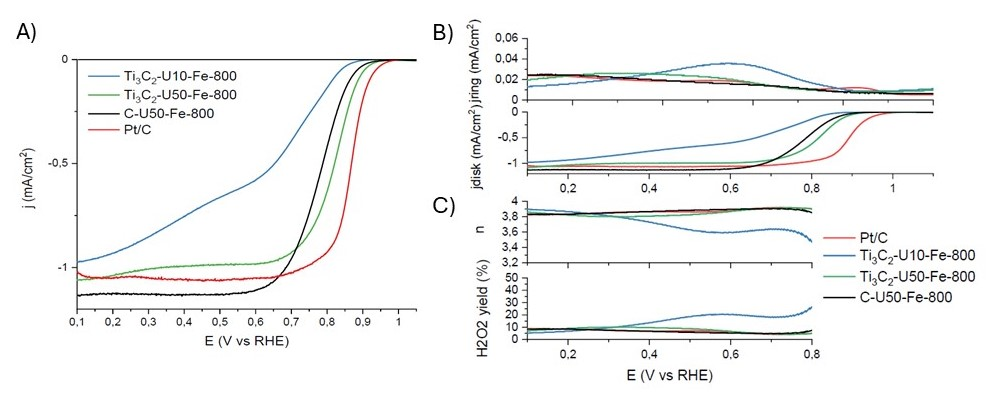 A)
0
-0,5
-1
j (mA/cm²)
Ti₃C₂-U10-Fe-800
Ti₃C₂-U50-Fe-800
C-U50-Fe-800
Pt/C
0,1 0,2 0,3 0,4 0,5 0,6 0,7 0,8 0,9 1
E (V vs RHE)
B)
jring (mA/cm²)
0,06
0,04
0,02
0
jdisk (mA/cm²)
0
-0,5
-1
0,2 0,4 0,6 0,8 1
C)
n
4
3,8
3,6
3,4
3,2
H2O2 yield (%)
50
40
30
20
10
0
0,2 0,4 0,6 0,8
E (V vs RHE)
Pt/C
Ti₃C₂-U10-Fe-800
Ti₃C₂-U50-Fe-800
C-U50-Fe-800